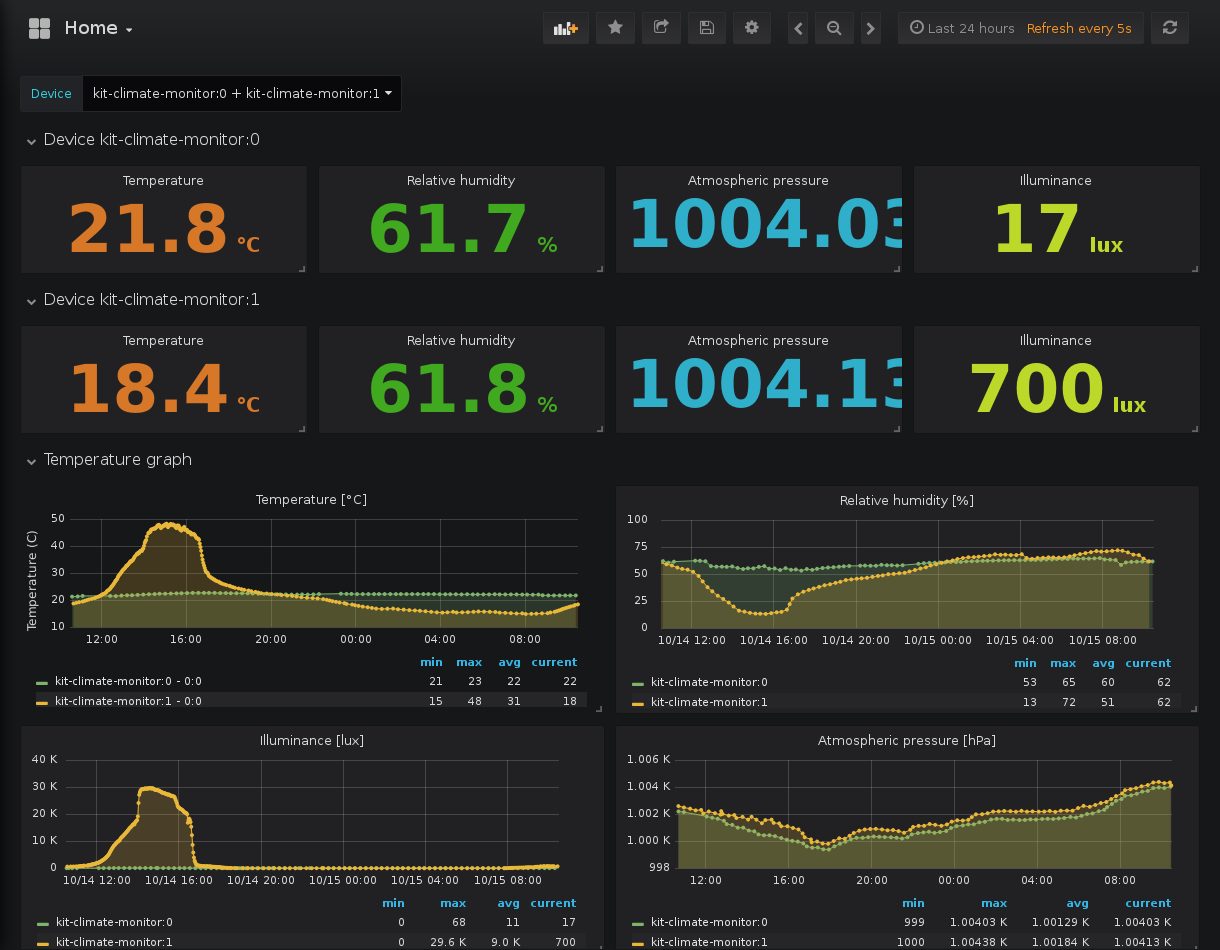 Home
Last 24 hours Refresh every 5s
Device kit-climate-monitor:0 + kit-climate-monitor:1
Device kit-climate-monitor:0
Temperature Relative humidity Atmospheric pressure Illuminance
21.8 °C 61.7 % 1004.03 17 lux
Device kit-climate-monitor:1
Temperature Relative humidity Atmospheric pressure Illuminance
18.4 °C 61.8 % 1004.13 700 lux
Temperature graph
Temperature [°C]
Temperature (C)
50
40
30
20
10
12:00 16:00 20:00 00:00 04:00 08:00
min max avg current
kit-climate-monitor:0 - 0:0 21 23 22 22
kit-climate-monitor:1 - 0:0 15 48 31 18
Relative humidity [%]
100
75
50
25
0
10/14 12:00 10/14 16:00 10/14 20:00 10/15 00:00 10/15 04:00 10/15 08:00
min max avg current
kit-climate-monitor:0 53 65 60 62
kit-climate-monitor:1 13 72 51 62
Illuminance [lux]
40 K
30 K
20 K
10 K
0
10/14 12:00 10/14 16:00 10/14 20:00 10/15 00:00 10/15 04:00 10/15 08:00
min max avg current
kit-climate-monitor:0 0 68 11 17
kit-climate-monitor:1 0 29.6 K 9.0 K 700
Atmospheric pressure [hPa]
1.006 K
1.004 K
1.002 K
1.000 K
998
12:00 16:00 20:00 00:00 04:00 08:00
min max avg current
kit-climate-monitor:0 999 1.00403 K 1.00129 K 1.00403 K
kit-climate-monitor:1 1000 1.00438 K 1.00184 K 1.00413 K